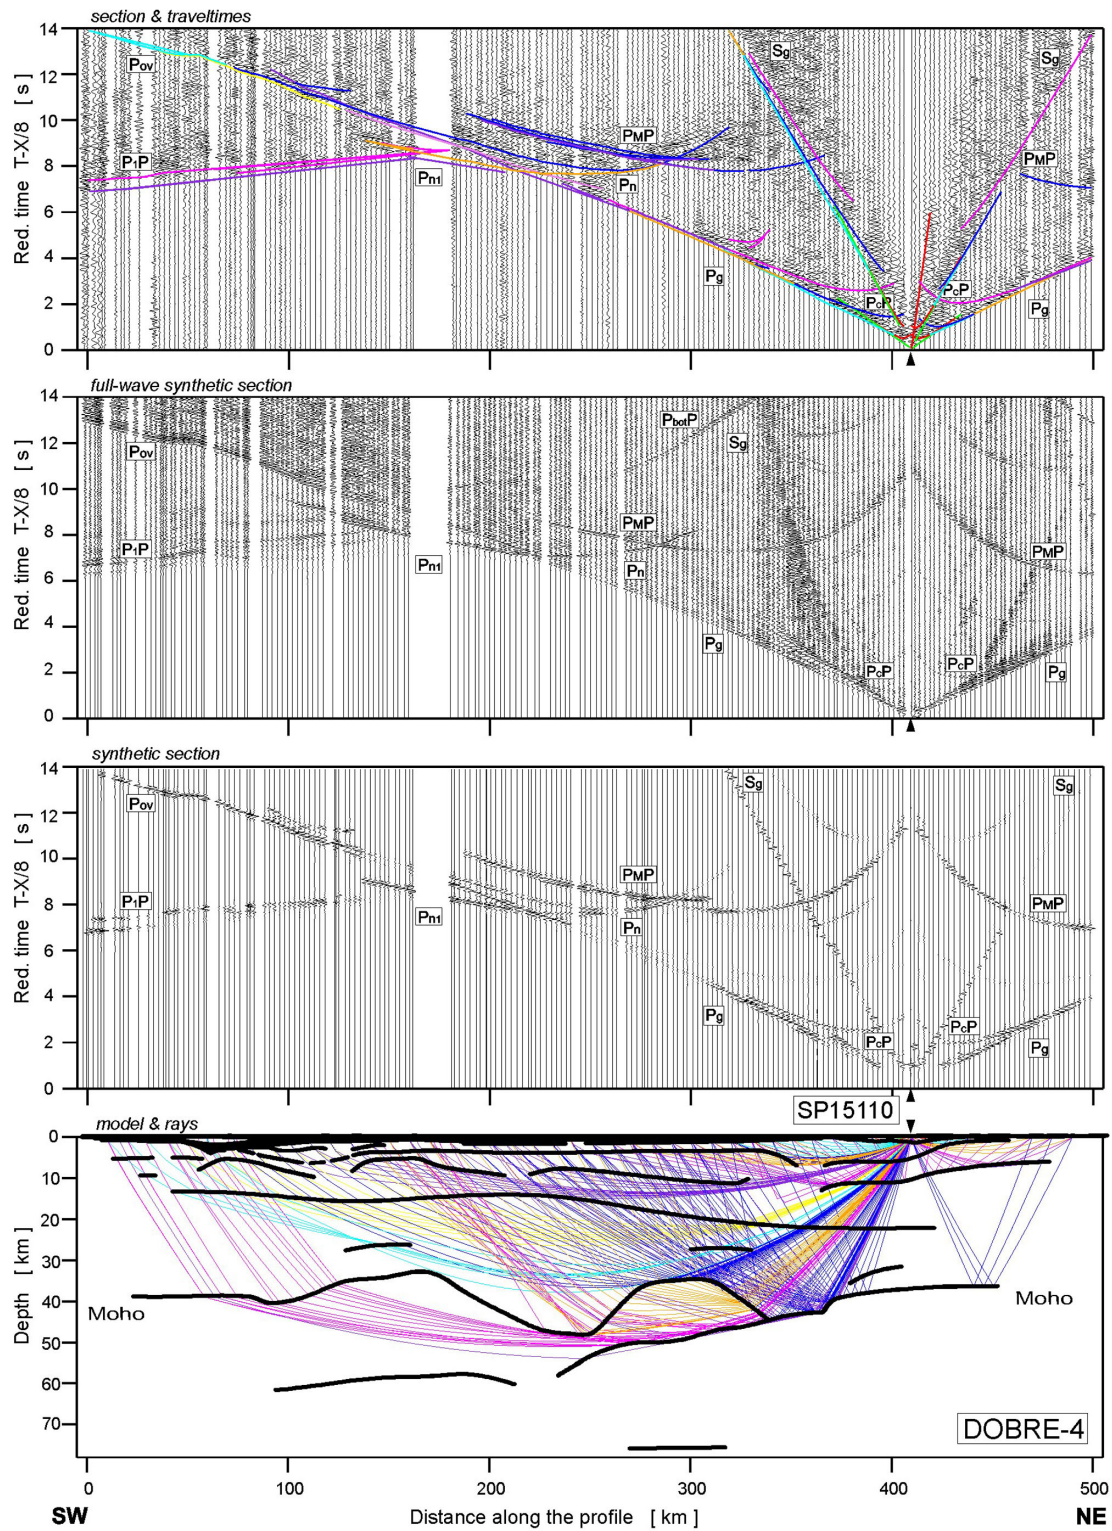 section & traveltimes
14
12
10
8
6
4
2
0
Red. time T-X/8 [ s ]
Pov
P1P
Pn1
PMP
Pn
Pg
Sg
PcP
PcP
Sg
PMP
Pg
full-wave synthetic section
14
12
10
8
6
4
2
0
Red. time T-X/8 [ s ]
Pov
P1P
Pn1
PbotP
Sg
PMP
Pn
Pg
PcP
PcP
PMP
Pg
synthetic section
14
12
10
8
6
4
2
0
Red. time T-X/8 [ s ]
Pov
P1P
Pn1
PMP
Pn
Pg
Sg
PcP
PcP
Sg
PMP
Pg
model & rays
SP15110
0
10
20
30
40
50
60
70
Depth [ km ]
Moho
Moho
DOBRE-4
0 100 200 300 400 500
SW Distance along the profile [ km ] NE